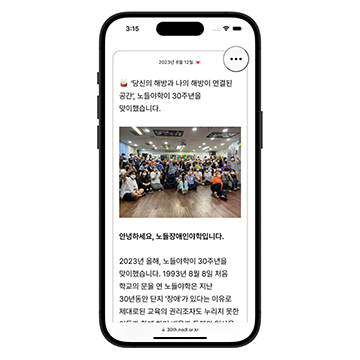 3:15
2023년 8월 12일
'당신의 해방과 나의 해방이 연결된
공간', 노들야학이 30주년을
맞이했습니다.
안녕하세요, 노들장애인야학입니다.
2023년 올해, 노들야학이 30주년을
맞이했습니다. 1993년 8월 8일 처음
학교의 문을 연 노들야학은 지난
30년동안 단지 '장애'가 있다는 이유로
제대로된 교육의 권리조차도 누리지 못한
30th.nodl.or.kr